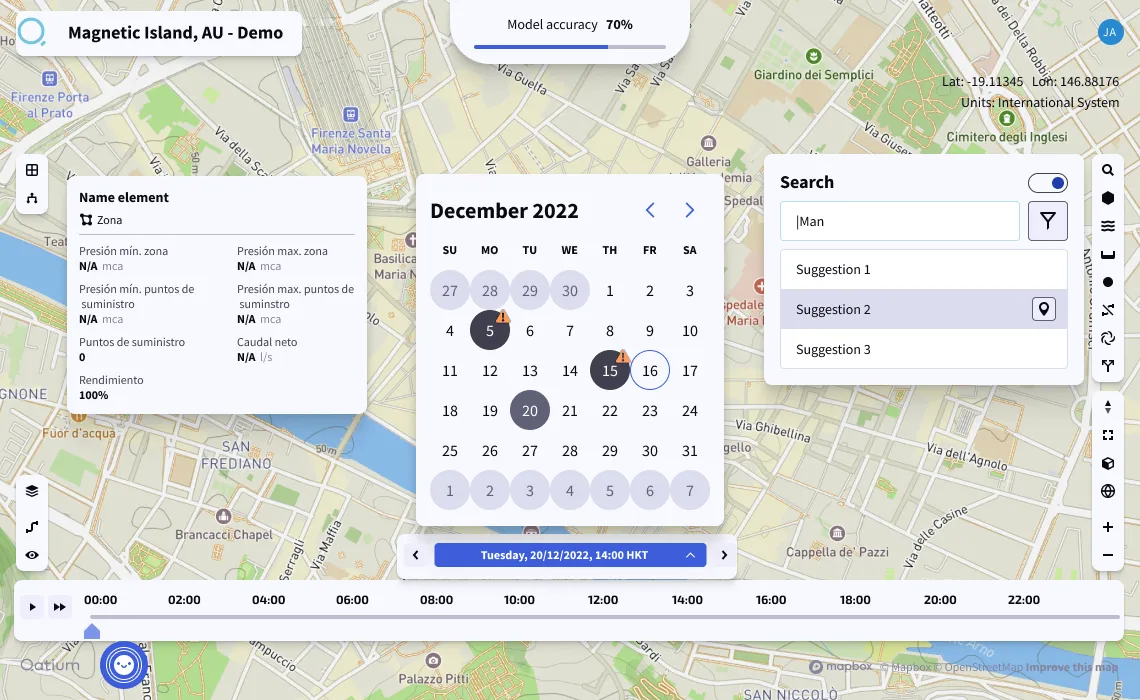 Magnetic Island, AU - Demo
Model accuracy 70%
JA
Lat: -19.11345 Lon: 146.88176
Units: International System
Firenze Porta
al Prato
Firenze Santa
Maria Novella
Via Guelfa
Via della Scala
Giardino dei Semplici
Cimitero degli Inglesi
Galleria
50 m
Name element
Zona
Presión mín. zona
N/A mca
Presión max. zona
N/A mca
Presión mín. puntos de
suministro
N/A mca
Presión max. puntos de
suminstro
N/A mca
Puntos de suministro
0
Caudal neto
N/A l/s
Rendimiento
100%
Basilica
Maria N
December 2022
SU MO TU WE TH FR SA
27 28 29 30 1 2 3
4 5 6 7 8 9 10
11 12 13 14 15 16 17
18 19 20 21 22 23 24
25 26 27 28 29 30 31
1 2 3 4 5 6 7
Search
|Man
Suggestion 1
Suggestion 2
Suggestion 3
GNONE
Fuor d'acqua
SAN
FREDIANO
50m
Via Ghibellina
Via dell'Agnolo
Via delle Casine
Brancacci Chapel
Via Maffia
Serragli
Cappella de' Pazzi
Tuesday, 20/12/2022, 14:00 HKT
00:00 02:00 04:00 06:00 08:00 10:00 12:00 14:00 16:00 18:00 20:00 22:00
Qatium
Palazzo Pitti
SAN NICCOLO
mapbox © Mapbox © OpenStreetMap Improve this map